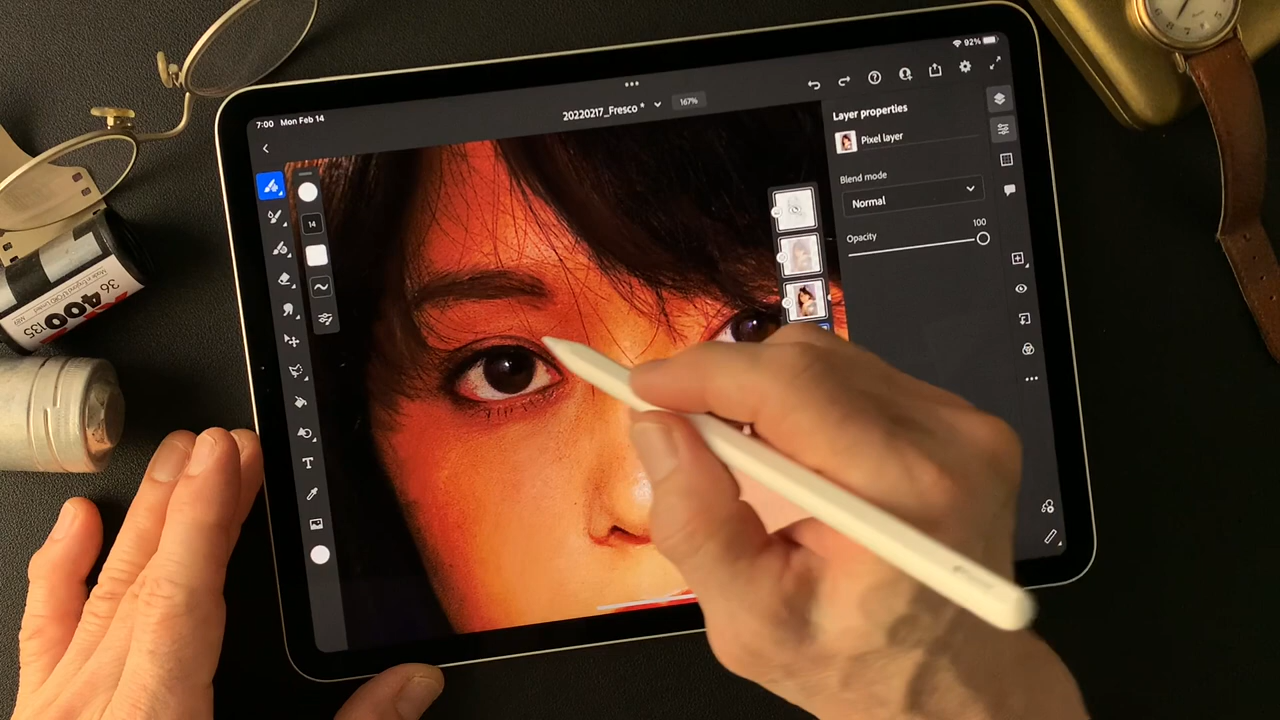 7:00 Mon Feb 14
92%
20220217_Fresco *
167%
Layer properties
Pixel layer
Blend mode
Normal
Opacity
100
14
T
36
400
135